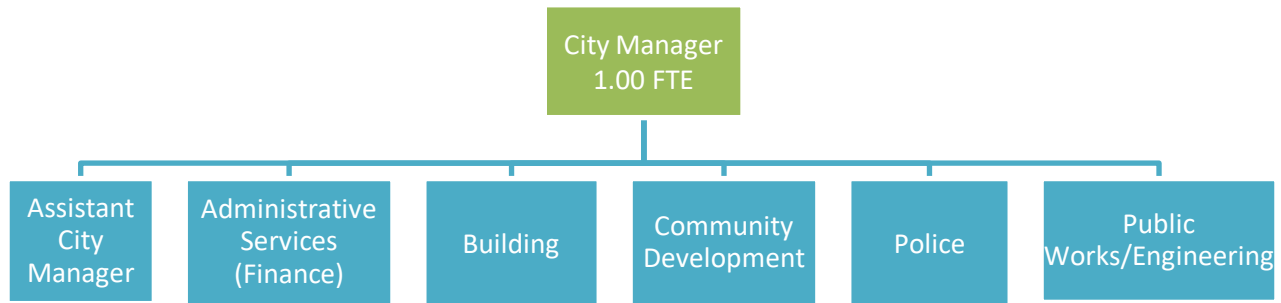 City Manager
1.00 FTE
Assistant
City
Manager
Administrative
Services
(Finance)
Building
Community
Development
Police
Public
Works/Engineering